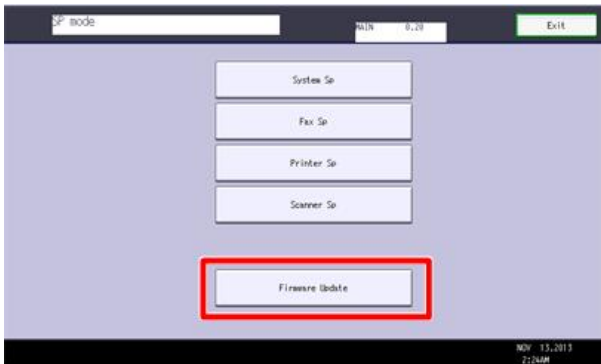 SP mode
MAIN 0.20
Exit
System Sp
Fax Sp
Printer Sp
Scanner Sp
Firmware Update
NOV 13.2013
2:24AM